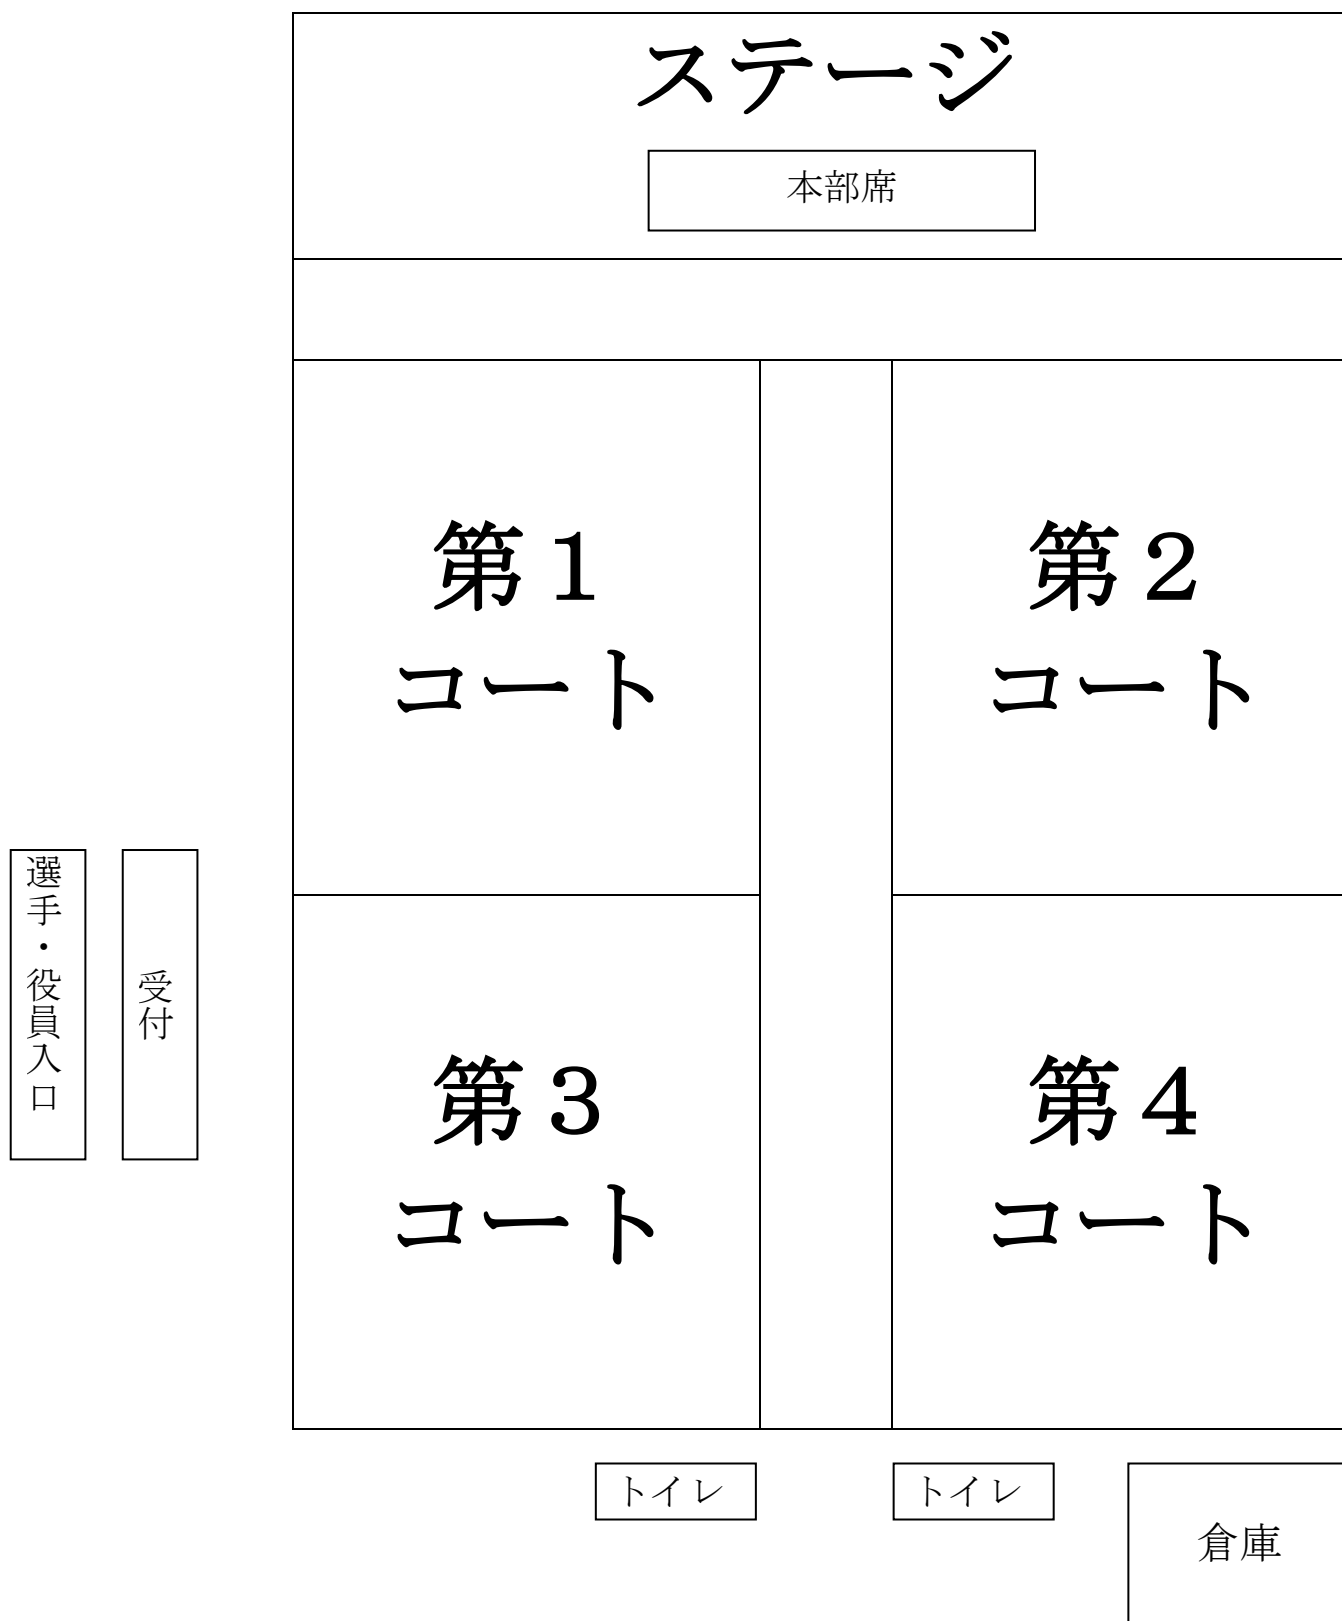 ステージ
本部席
第１
コート
第２
コート
選手・役員入口
受付
第３
コート
第４
コート
トイレ
トイレ
倉庫